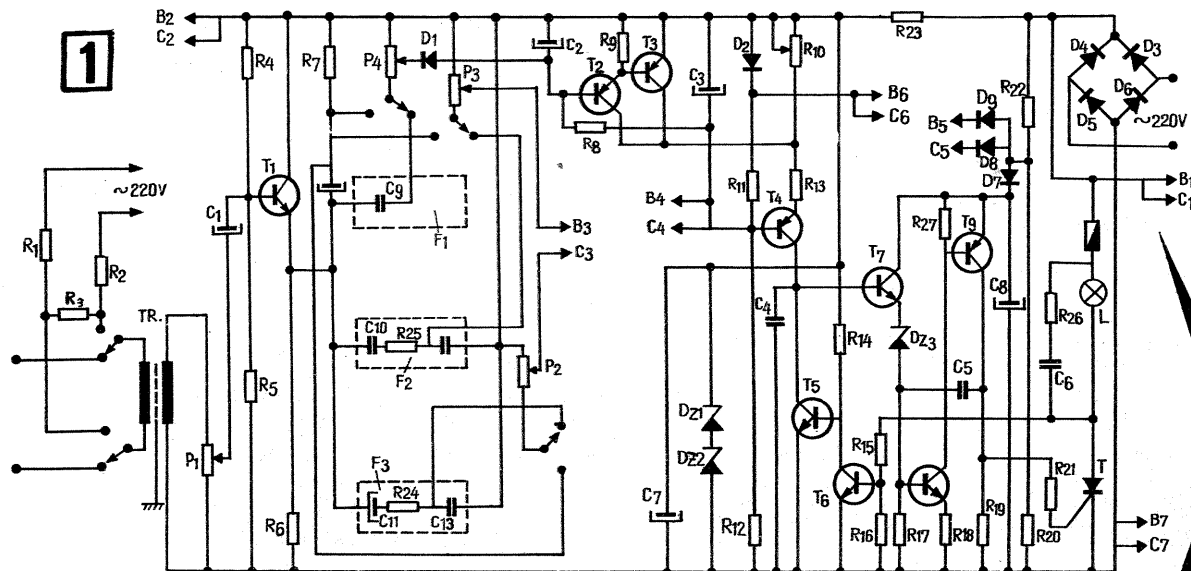 1
B2
C2
R4
R7
P4
D1
P3
C2
R9
T2
T3
R8
C3
D2
R10
R23
D4
D3
D5
D6
~220V
B6
C6
R22
D9
B5
C5
D8
D7
B1
C1
~220V
R1
R2
R3
TR.
C1
T1
C9
F1
B3
C3
B4
C4
R11
R13
T4
T7
R27
T9
C8
R26
L
C10
R25
F2
P2
C4
R14
DZ3
C5
C6
R5
P1
DZ1
DZ2
T5
R15
T6
R21
T
F3
R24
C11
C13
R6
C7
R12
R16
R17
R18
R19
R20
B7
C7